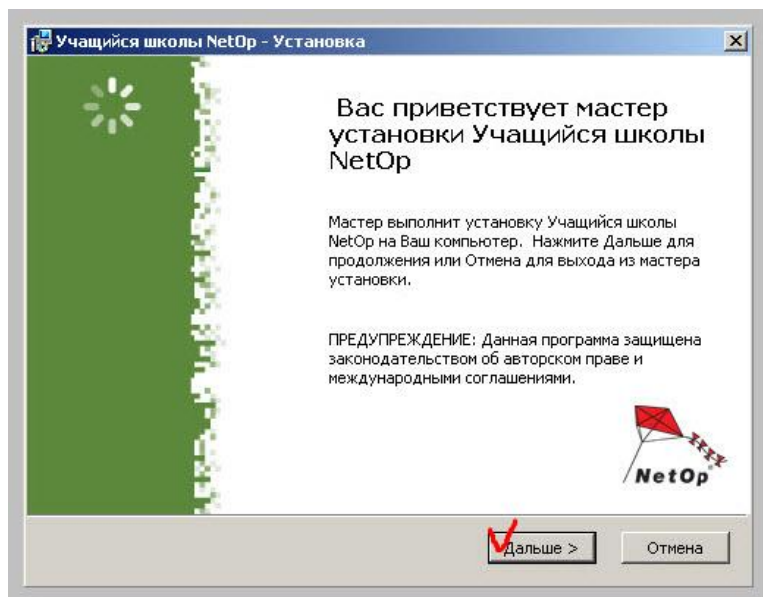 Учащийся школы NetOp - Установка
Вас приветствует мастер
установки Учащийся школы
NetOp
Мастер выполнит установку Учащийся школы
NetOp на Ваш компьютер. Нажмите Дальше для
продолжения или Отмена для выхода из мастера
установки.
ПРЕДУПРЕЖДЕНИЕ: Данная программа защищена
законодательством об авторском праве и
международными соглашениями.
NetOp
Дальше >
Отмена